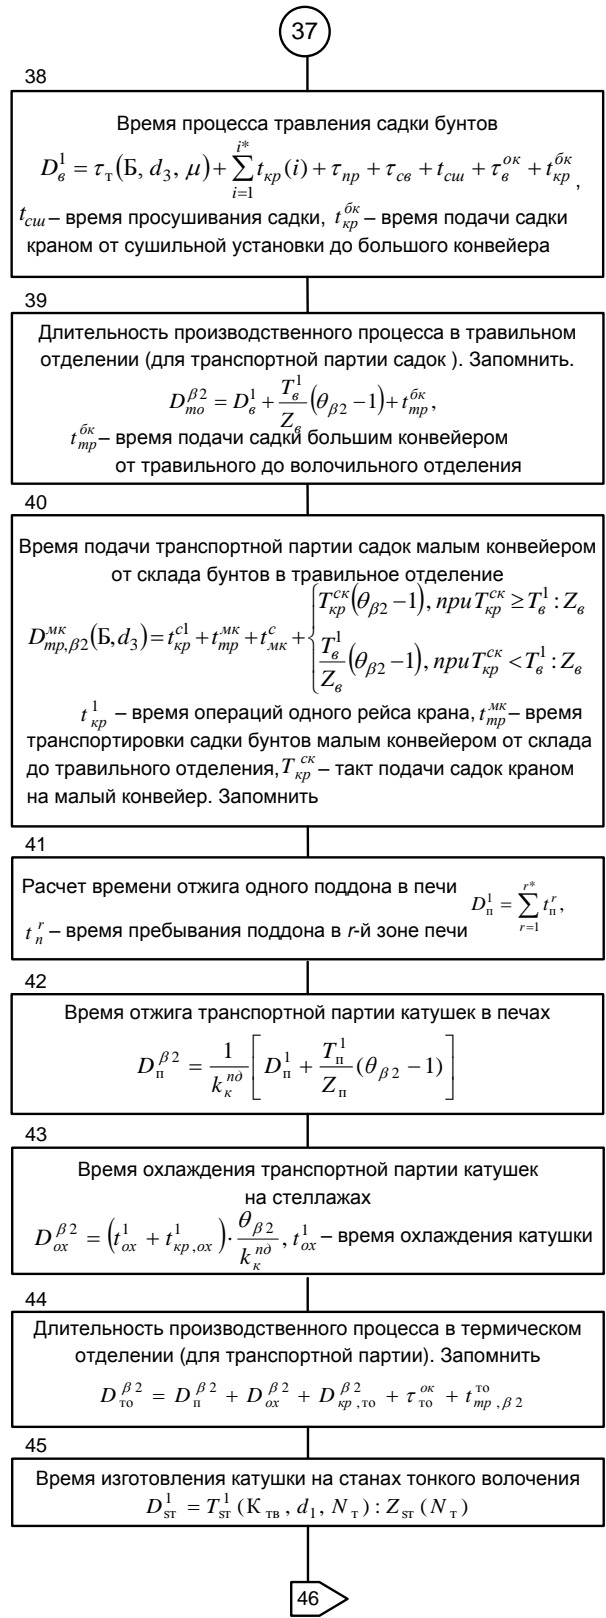 37
38
Время процесса травления садки бунтов
D_в^1 = τ_т(Б, d_3, μ) + ∑_{i=1}^{i*} t_кр(i) + τ_пр + τ_св + t_сш + τ_в^ок + t_кр^бк,
t_сш – время просушивания садки, t_кр^бк – время подачи садки
краном от сушильной установки до большого конвейера
39
Длительность производственного процесса в травильном
отделении (для транспортной партии садок ). Запомнить.
D_то^β2 = D_в^1 + T_в^1/Z_в (θ_β2 − 1) + t_тр^бк,
t_тр^бк – время подачи садки большим конвейером
от травильного до волочильного отделения
40
Время подачи транспортной партии садок малым конвейером
от склада бунтов в травильное отделение
D_тр,β2^мк(Б, d_3) = t_кр^с1 + t_тр^мк + t_мк^с + { T_кр^ск(θ_β2 − 1), при T_кр^ск ≥ T_в^1 : Z_в
T_в^1/Z_в (θ_β2 − 1), при T_кр^ск < T_в^1 : Z_в
t_кр^1 – время операций одного рейса крана, t_тр^мк – время
транспортировки садки бунтов малым конвейером от склада
до травильного отделения, T_кр^ск – такт подачи садок краном
на малый конвейер. Запомнить
41
Расчет времени отжига одного поддона в печи D_п^1 = ∑_{r=1}^{r*} t_п^r,
t_п^r – время пребывания поддона в r-й зоне печи
42
Время отжига транспортной партии катушек в печах
D_п^β2 = 1/k_к^пд [ D_п^1 + T_п^1/Z_п (θ_β2 − 1) ]
43
Время охлаждения транспортной партии катушек
на стеллажах
D_ох^β2 = (t_ох^1 + t_кр,ох^1) · θ_β2/k_к^пд, t_ох^1 – время охлаждения катушки
44
Длительность производственного процесса в термическом
отделении (для транспортной партии). Запомнить
D_то^β2 = D_п^β2 + D_ох^β2 + D_кр,то^β2 + τ_то^ок + t_тр,β2^то
45
Время изготовления катушки на станах тонкого волочения
D_sт^1 = T_sт^1(К_тв, d_1, N_т) : Z_sт(N_т)
46